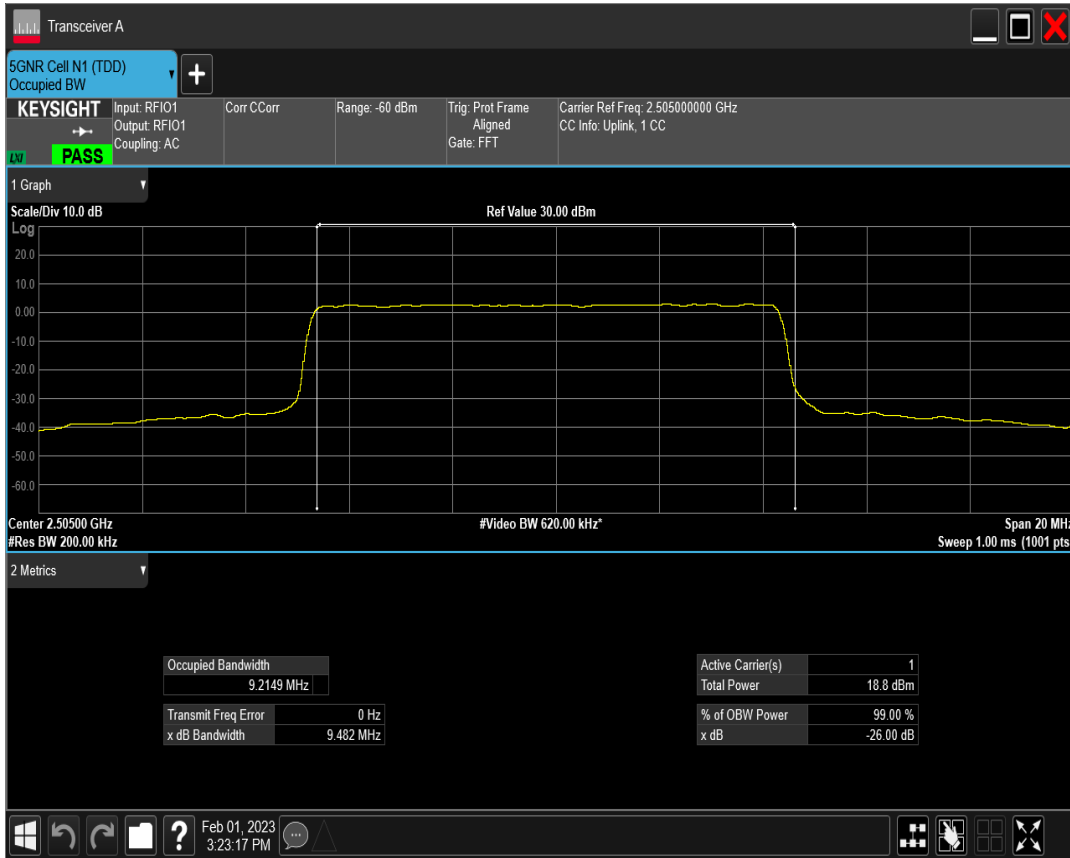 Transceiver A
5GNR Cell N1 (TDD)
Occupied BW
+
KEYSIGHT
LXI
PASS
Input: RFIO1
Output: RFIO1
Coupling: AC
Corr CCorr
Range: -60 dBm
Trig: Prot Frame
Aligned
Gate: FFT
Carrier Ref Freq: 2.505000000 GHz
CC Info: Uplink, 1 CC
1 Graph
Scale/Div 10.0 dB
Ref Value 30.00 dBm
Log
20.0
10.0
0.00
-10.0
-20.0
-30.0
-40.0
-50.0
-60.0
Center 2.50500 GHz
#Video BW 620.00 kHz*
Span 20 MHz
#Res BW 200.00 kHz
Sweep 1.00 ms (1001 pts
2 Metrics
Occupied Bandwidth
9.2149 MHz
Transmit Freq Error 0 Hz
x dB Bandwidth 9.482 MHz
Active Carrier(s) 1
Total Power 18.8 dBm
% of OBW Power 99.00 %
x dB -26.00 dB
?
Feb 01, 2023
3:23:17 PM